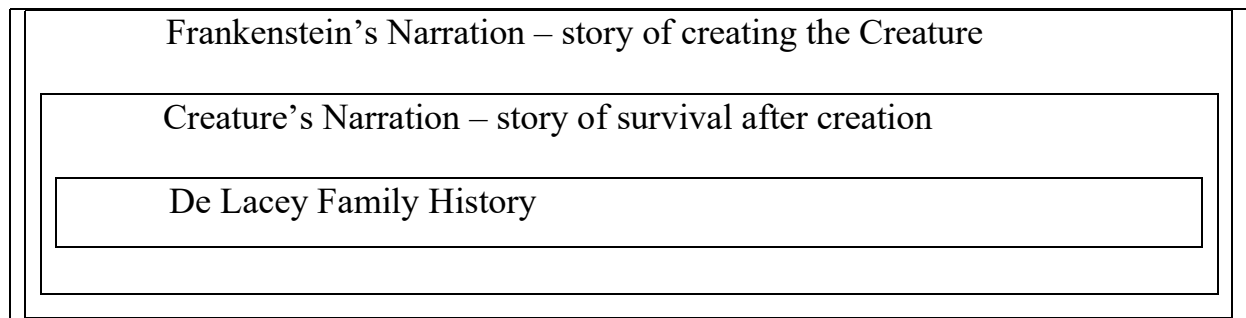 Frankenstein’s Narration – story of creating the Creature
Creature’s Narration – story of survival after creation
De Lacey Family History